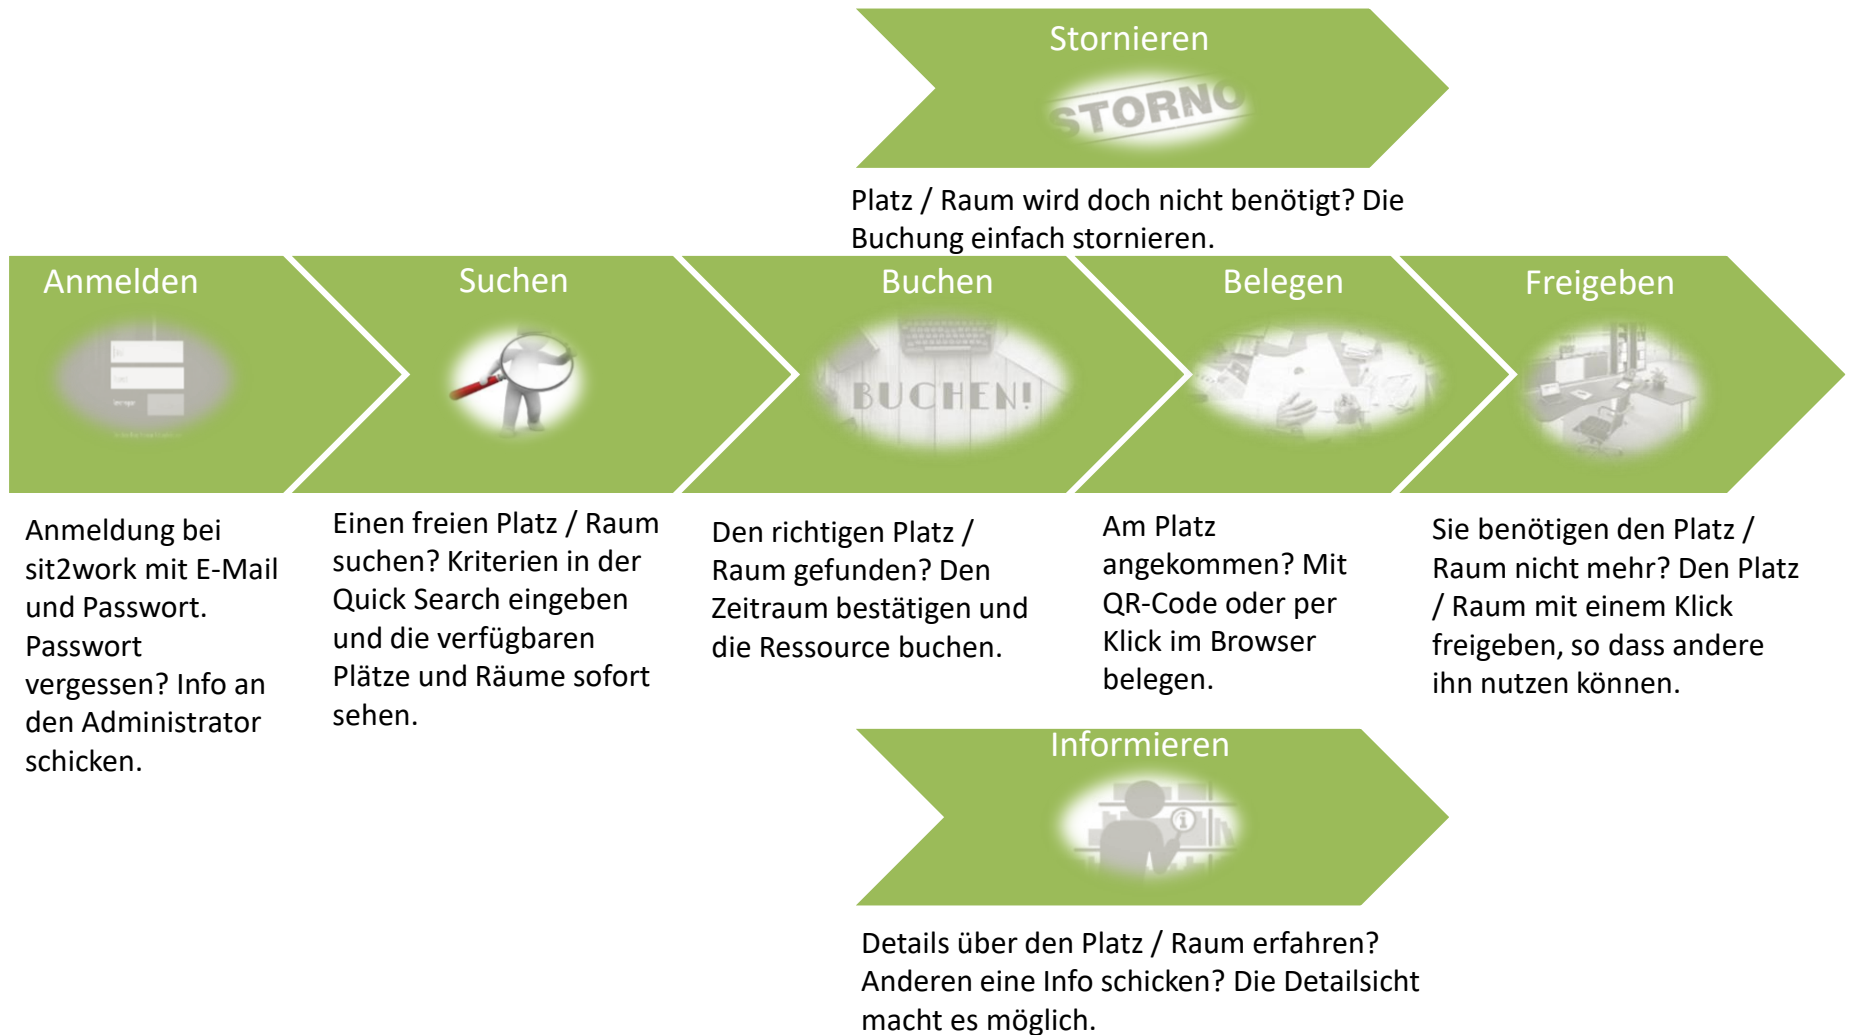 Stornieren
STORNO
Platz / Raum wird doch nicht benötigt? Die
Buchung einfach stornieren.
Anmelden
Suchen
Buchen
BUCHEN!
Belegen
Freigeben
Anmeldung bei
sit2work mit E-Mail
und Passwort.
Passwort
vergessen? Info an
den Administrator
schicken.
Einen freien Platz / Raum
suchen? Kriterien in der
Quick Search eingeben
und die verfügbaren
Plätze und Räume sofort
sehen.
Den richtigen Platz /
Raum gefunden? Den
Zeitraum bestätigen und
die Ressource buchen.
Am Platz
angekommen? Mit
QR-Code oder per
Klick im Browser
belegen.
Sie benötigen den Platz /
Raum nicht mehr? Den Platz
/ Raum mit einem Klick
freigeben, so dass andere
ihn nutzen können.
Informieren
i
Details über den Platz / Raum erfahren?
Anderen eine Info schicken? Die Detailsicht
macht es möglich.